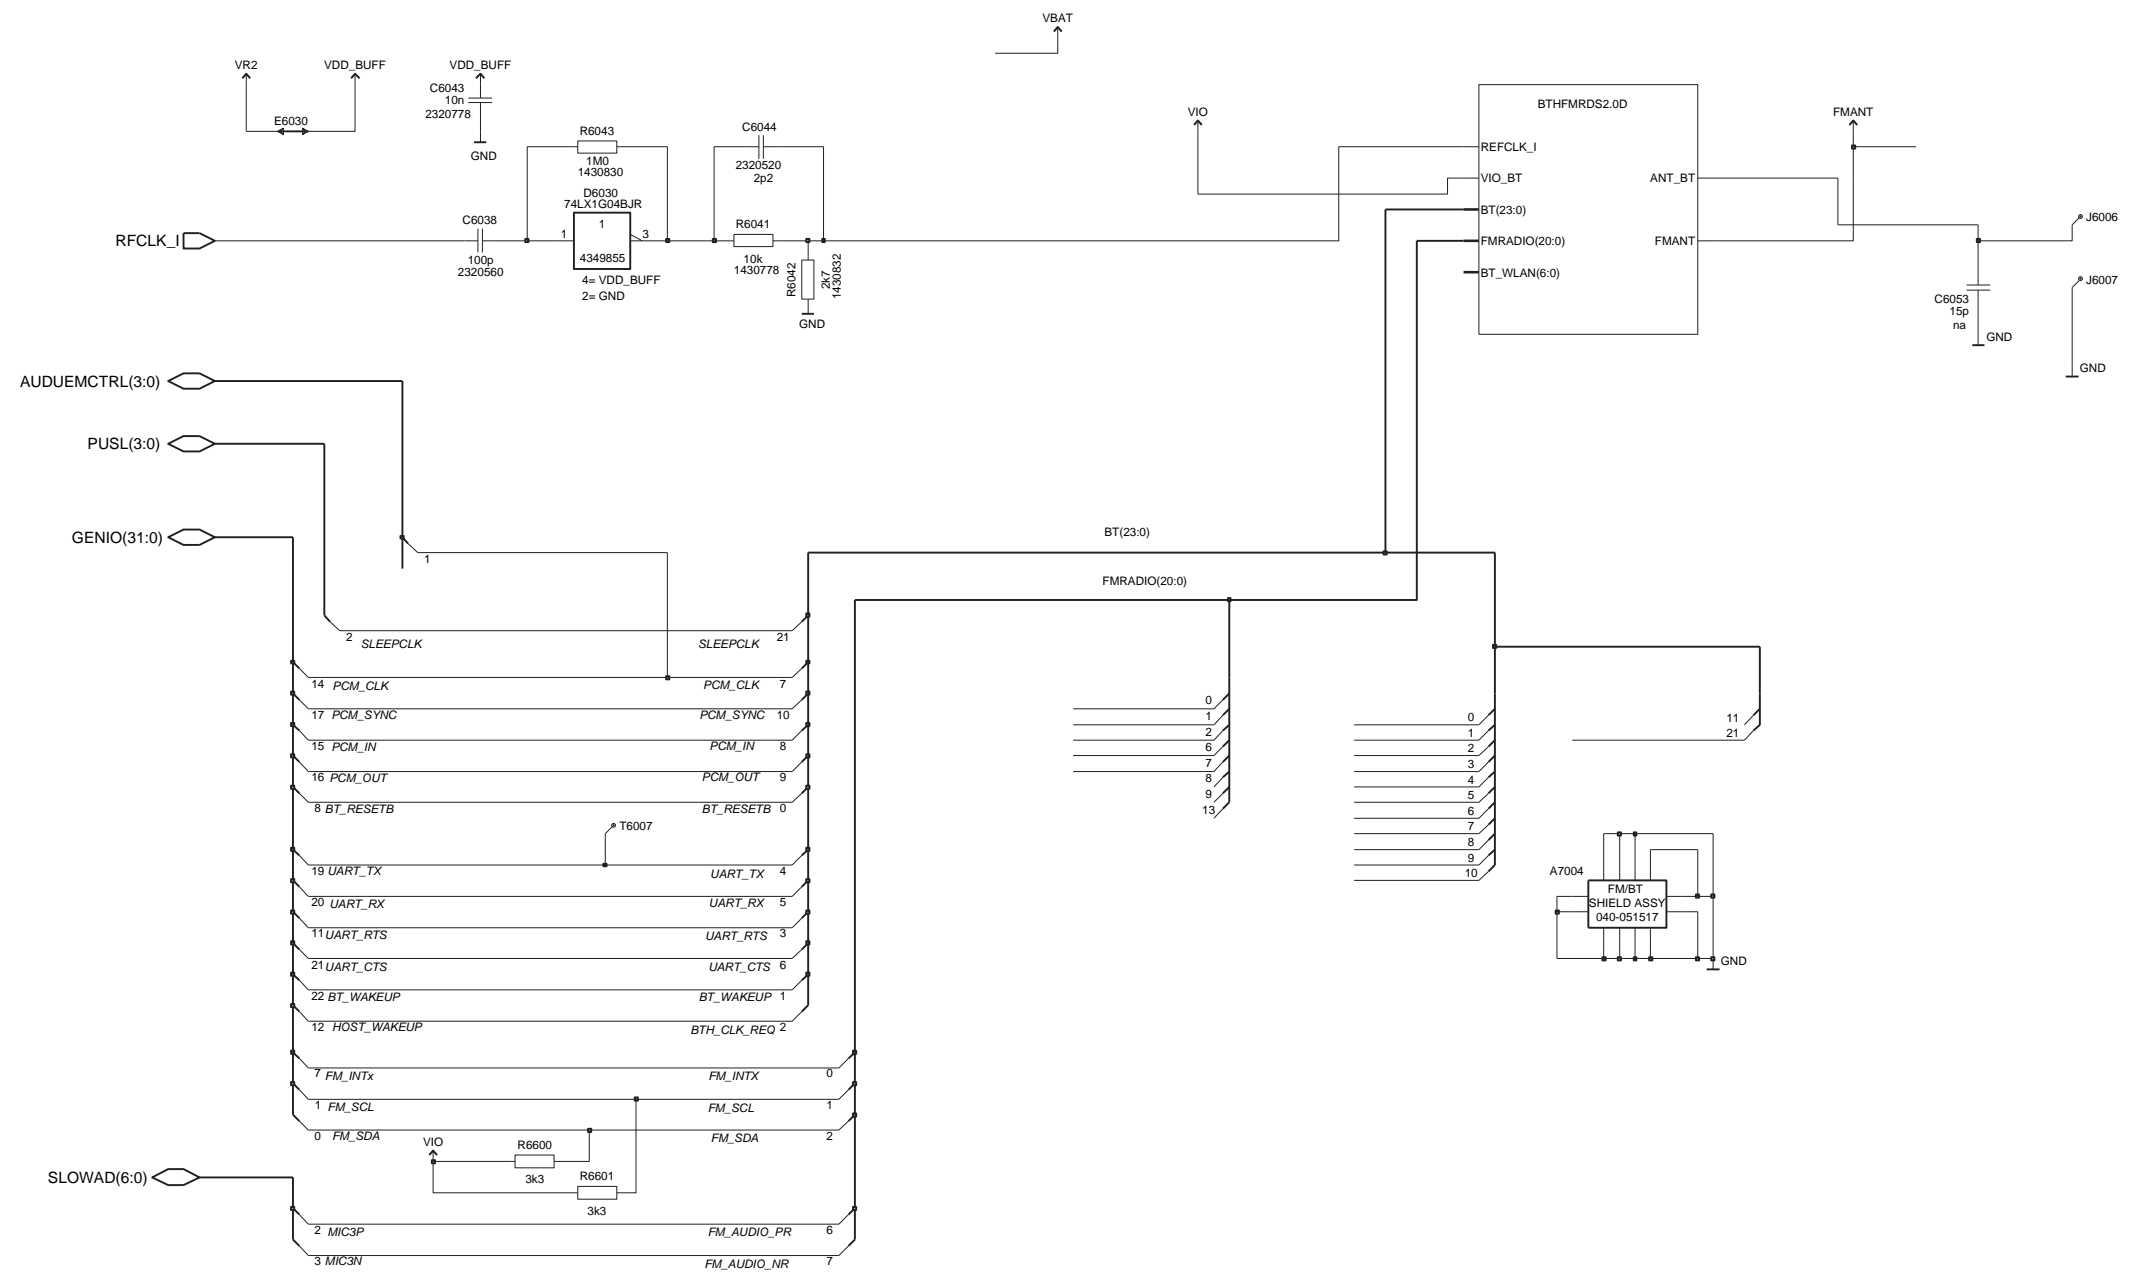 VBAT
VR2
VDD_BUFF
E6030
VDD_BUFF
C6043
10n
2320778
GND
R6043
1M0
1430830
C6044
2320520
2p2
RFCLK_I
C6038
100p
2320560
D6030
74LX1G04BJR
1
1
3
4349855
4= VDD_BUFF
2= GND
R6041
10k
1430778
R6042
2k7
1430832
GND
VIO
BTHFMRDS2.0D
REFCLK_I
VIO_BT
BT(23:0)
FMRADIO(20:0)
BT_WLAN(6:0)
ANT_BT
FMANT
FMANT
J6006
J6007
C6053
15p
na
GND
GND
AUDUEMCTRL(3:0)
PUSL(3:0)
GENIO(31:0)
1
BT(23:0)
FMRADIO(20:0)
2 SLEEPCLK SLEEPCLK 21
14 PCM_CLK PCM_CLK 7
17 PCM_SYNC PCM_SYNC 10
15 PCM_IN PCM_IN 8
16 PCM_OUT PCM_OUT 9
8 BT_RESETB BT_RESETB 0
T6007
19 UART_TX UART_TX 4
20 UART_RX UART_RX 5
11 UART_RTS UART_RTS 3
21 UART_CTS UART_CTS 6
22 BT_WAKEUP BT_WAKEUP 1
12 HOST_WAKEUP BTH_CLK_REQ 2
7 FM_INTx FM_INTX 0
1 FM_SCL FM_SCL 1
0 FM_SDA FM_SDA 2
VIO
R6600
3k3
R6601
3k3
SLOWAD(6:0)
2 MIC3P FM_AUDIO_PR 6
3 MIC3N FM_AUDIO_NR 7
0
1
2
6
7
8
9
13
0
1
2
3
4
5
6
7
8
9
10
11
21
A7004
FM/BT
SHIELD ASSY
040-051517
GND